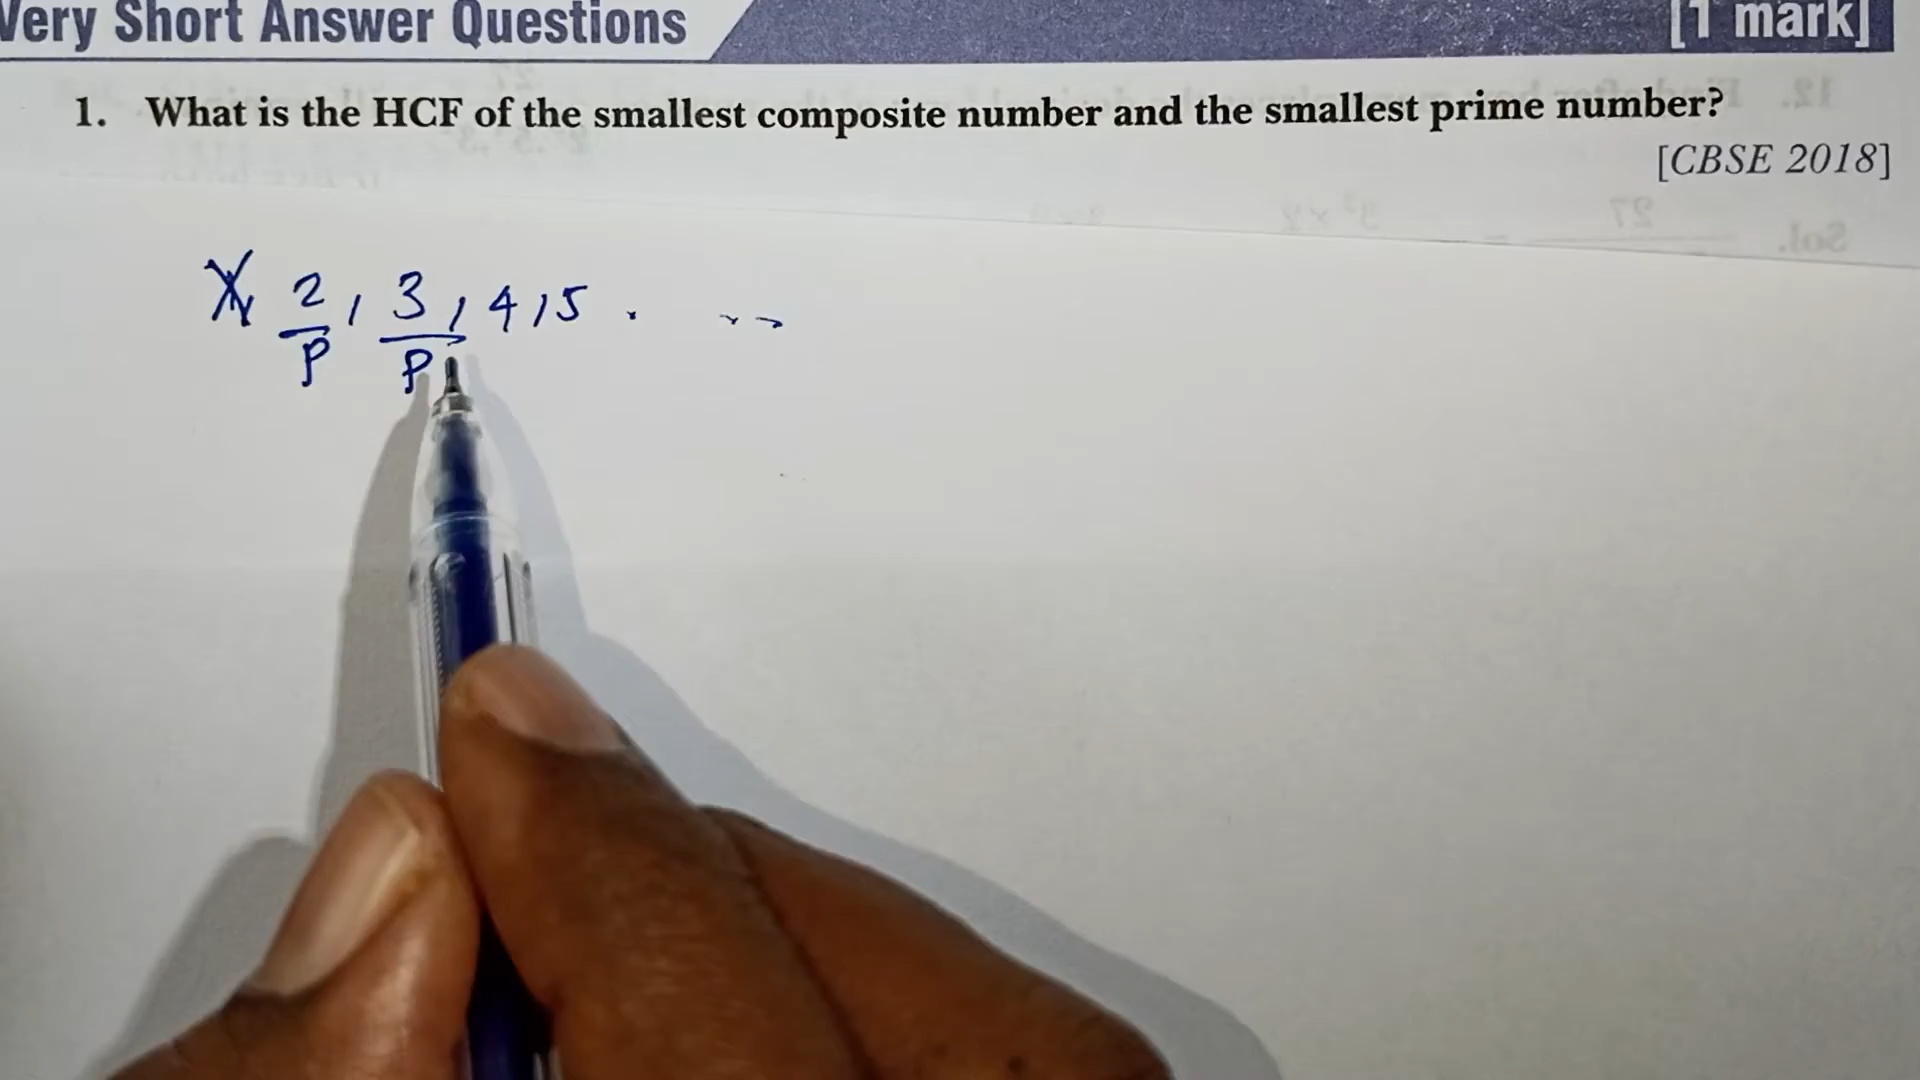 Very Short Answer Questions [1 mark]
1. What is the HCF of the smallest composite number and the smallest prime number?
[CBSE 2018]
2, 3, 4, 5 . . .
P P